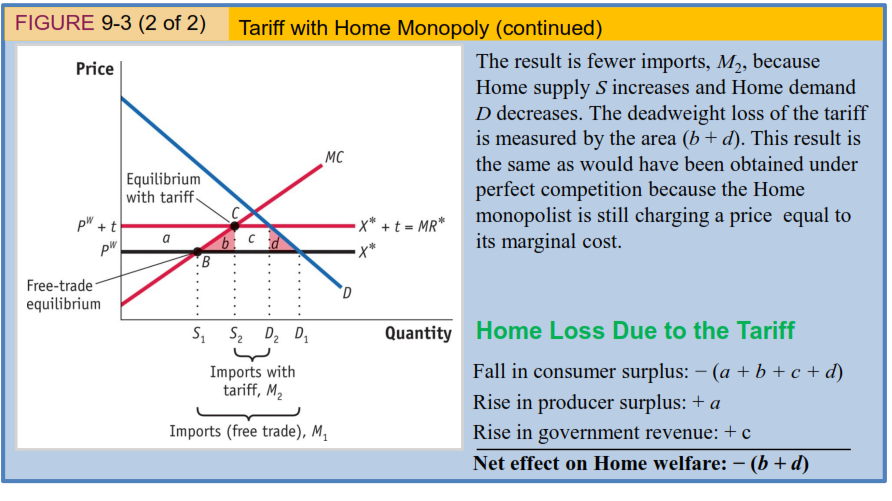 FIGURE 9-3 (2 of 2)
Tariff with Home Monopoly (continued)
Price
MC
Equilibrium
with tariff
C
Pᵂ + t
X* + t = MR*
a
b
c
d
Pᵂ
X*
B
Free-trade
equilibrium
D
S₁ S₂ D₂ D₁
Quantity
Imports with
tariff, M₂
Imports (free trade), M₁
The result is fewer imports, M₂, because
Home supply S increases and Home demand
D decreases. The deadweight loss of the tariff
is measured by the area (b + d). This result is
the same as would have been obtained under
perfect competition because the Home
monopolist is still charging a price equal to
its marginal cost.
Home Loss Due to the Tariff
Fall in consumer surplus: − (a + b + c + d)
Rise in producer surplus: + a
Rise in government revenue: + c
Net effect on Home welfare: − (b + d)